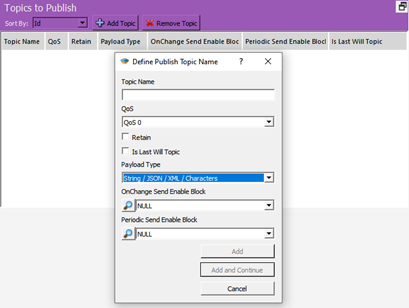 Topics to Publish
Sort By: Id Add Topic Remove Topic
Topic Name QoS Retain Payload Type OnChange Send Enable Bloc Periodic Send Enable Block Is Last Will Topic
Define Publish Topic Name ? ×
Topic Name
QoS
QoS 0
Retain
Is Last Will Topic
Payload Type
String / JSON / XML / Characters
OnChange Send Enable Block
NULL
Periodic Send Enable Block
NULL
Add
Add and Continue
Cancel